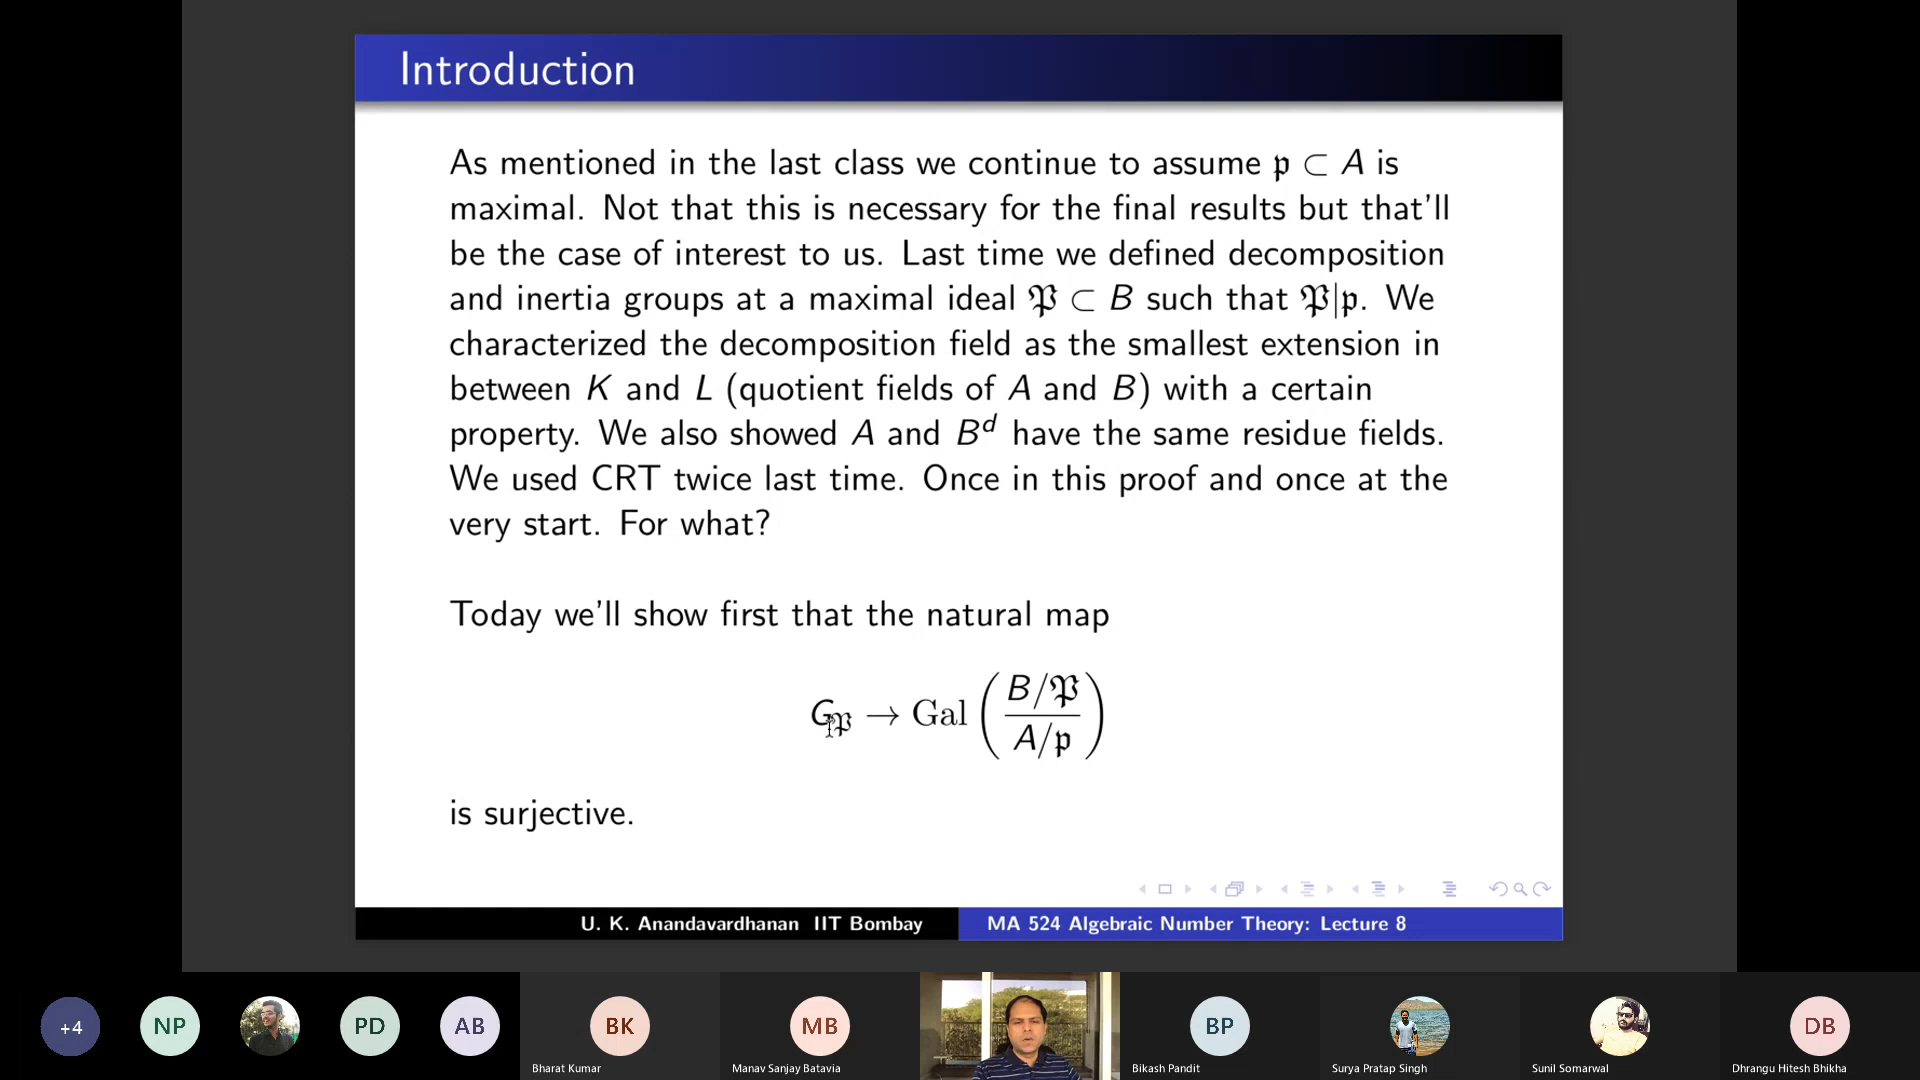 Introduction
As mentioned in the last class we continue to assume 𝔭 ⊂ A is
maximal. Not that this is necessary for the final results but that'll
be the case of interest to us. Last time we defined decomposition
and inertia groups at a maximal ideal 𝔓 ⊂ B such that 𝔓|𝔭. We
characterized the decomposition field as the smallest extension in
between K and L (quotient fields of A and B) with a certain
property. We also showed A and B^d have the same residue fields.
We used CRT twice last time. Once in this proof and once at the
very start. For what?
Today we'll show first that the natural map
G_𝔓 → Gal ( (B/𝔓) / (A/𝔭) )
is surjective.
U. K. Anandavardhanan IIT Bombay MA 524 Algebraic Number Theory: Lecture 8
+4 NP PD AB BK MB BP DB
Bharat Kumar Manav Sanjay Batavia Bikash Pandit Surya Pratap Singh Sunil Somarwal Dhrangu Hitesh Bhikha